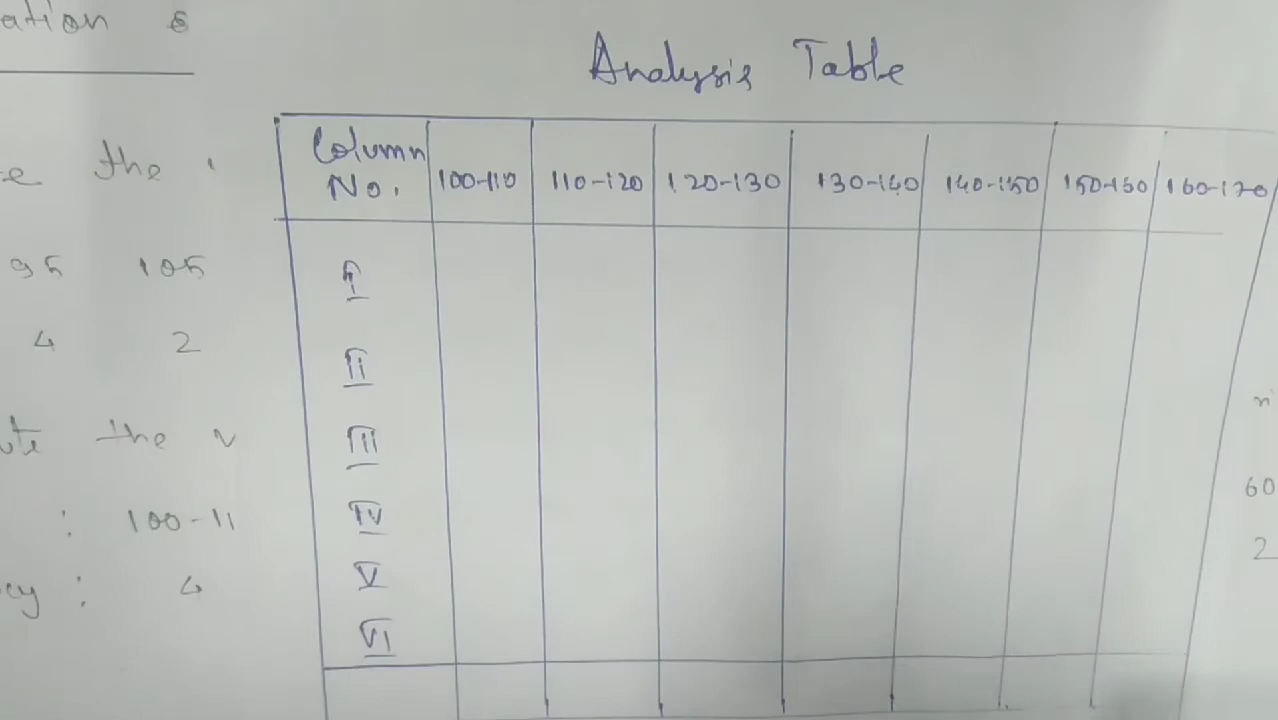 ation
Analysis Table
Column
No. 100-110 110-120 120-130 130-140 140-150 150-160 160-170
the
95 105
I
4 2
II
the
III
100-11
IV
60
: 4
V
2
VI